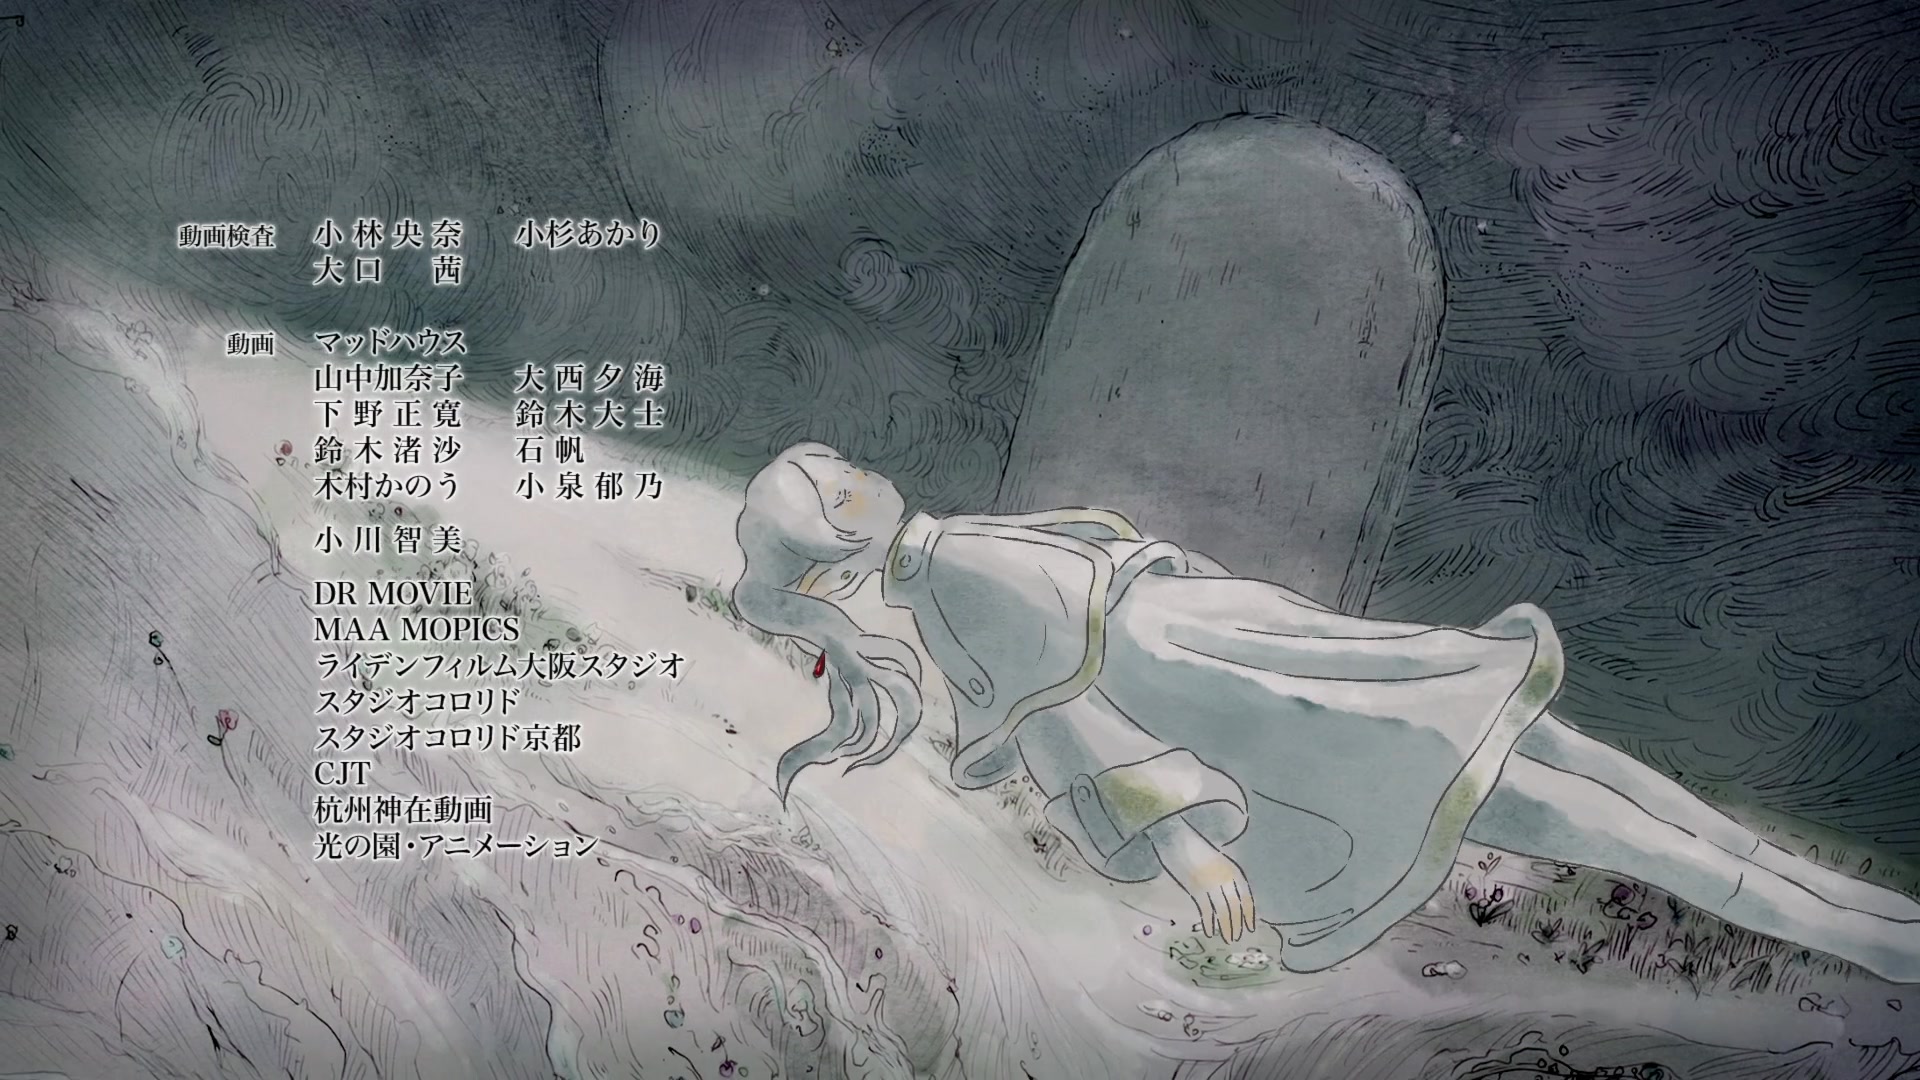 動画検査 小林央奈 小杉あかり
大口 茜
動画 マッドハウス
山中加奈子 大西夕海
下野正寛 鈴木大士
鈴木渚沙 石帆
木村かのう 小泉郁乃
小川智美
DR MOVIE
MAA MOPICS
ライデンフィルム大阪スタジオ
スタジオコロリド
スタジオコロリド京都
CJT
杭州神在動画
光の園・アニメーション